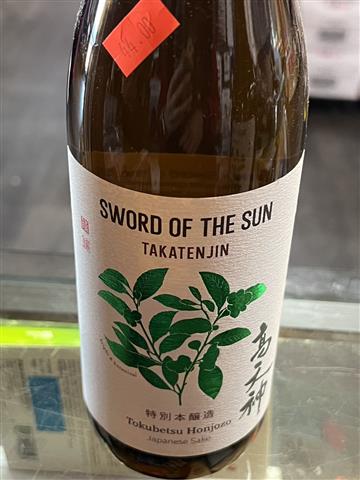 44.00
SWORD OF THE SUN
TAKATENJIN
高天神
特別本醸造
Tokubetsu Honjozo
Japanese Sake